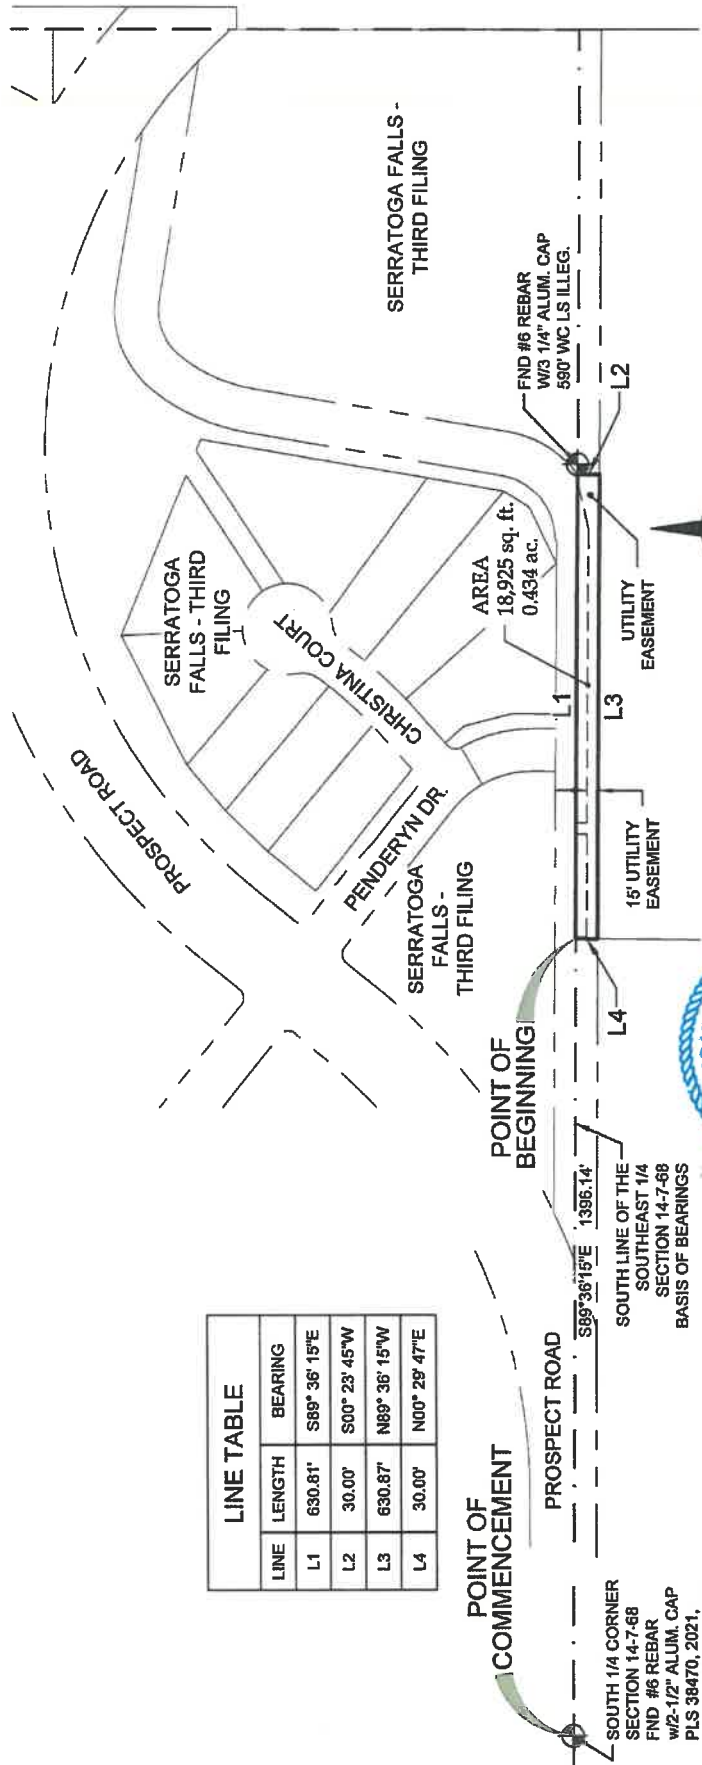 LINE TABLE
LINE LENGTH BEARING
L1 630.81' S89° 36' 15"E
L2 30.00' S00° 23' 45"W
L3 630.87' N89° 36' 15"W
L4 30.00' N00° 29' 47"E
POINT OF
COMMENCEMENT
SOUTH 1/4 CORNER
SECTION 14-7-68
FND #6 REBAR
w/2-1/2" ALUM. CAP
PLS 38470, 2021,
PROSPECT ROAD
S89°36'15"E 1396.14'
SOUTH LINE OF THE
SOUTHEAST 1/4
SECTION 14-7-68
BASIS OF BEARINGS
POINT OF
BEGINNING
L4
PROSPECT ROAD
PENDERYN DR.
SERRATOGA
FALLS -
THIRD FILING
15' UTILITY
EASEMENT
CHRISTINA COURT
SERRATOGA
FALLS - THIRD
FILING
L1
L3
AREA
18,925 sq. ft.
0.434 ac.
UTILITY
EASEMENT
FND #6 REBAR
W/3 1/4" ALUM. CAP
590' WC LS ILLEG.
L2
SERRATOGA FALLS -
THIRD FILING